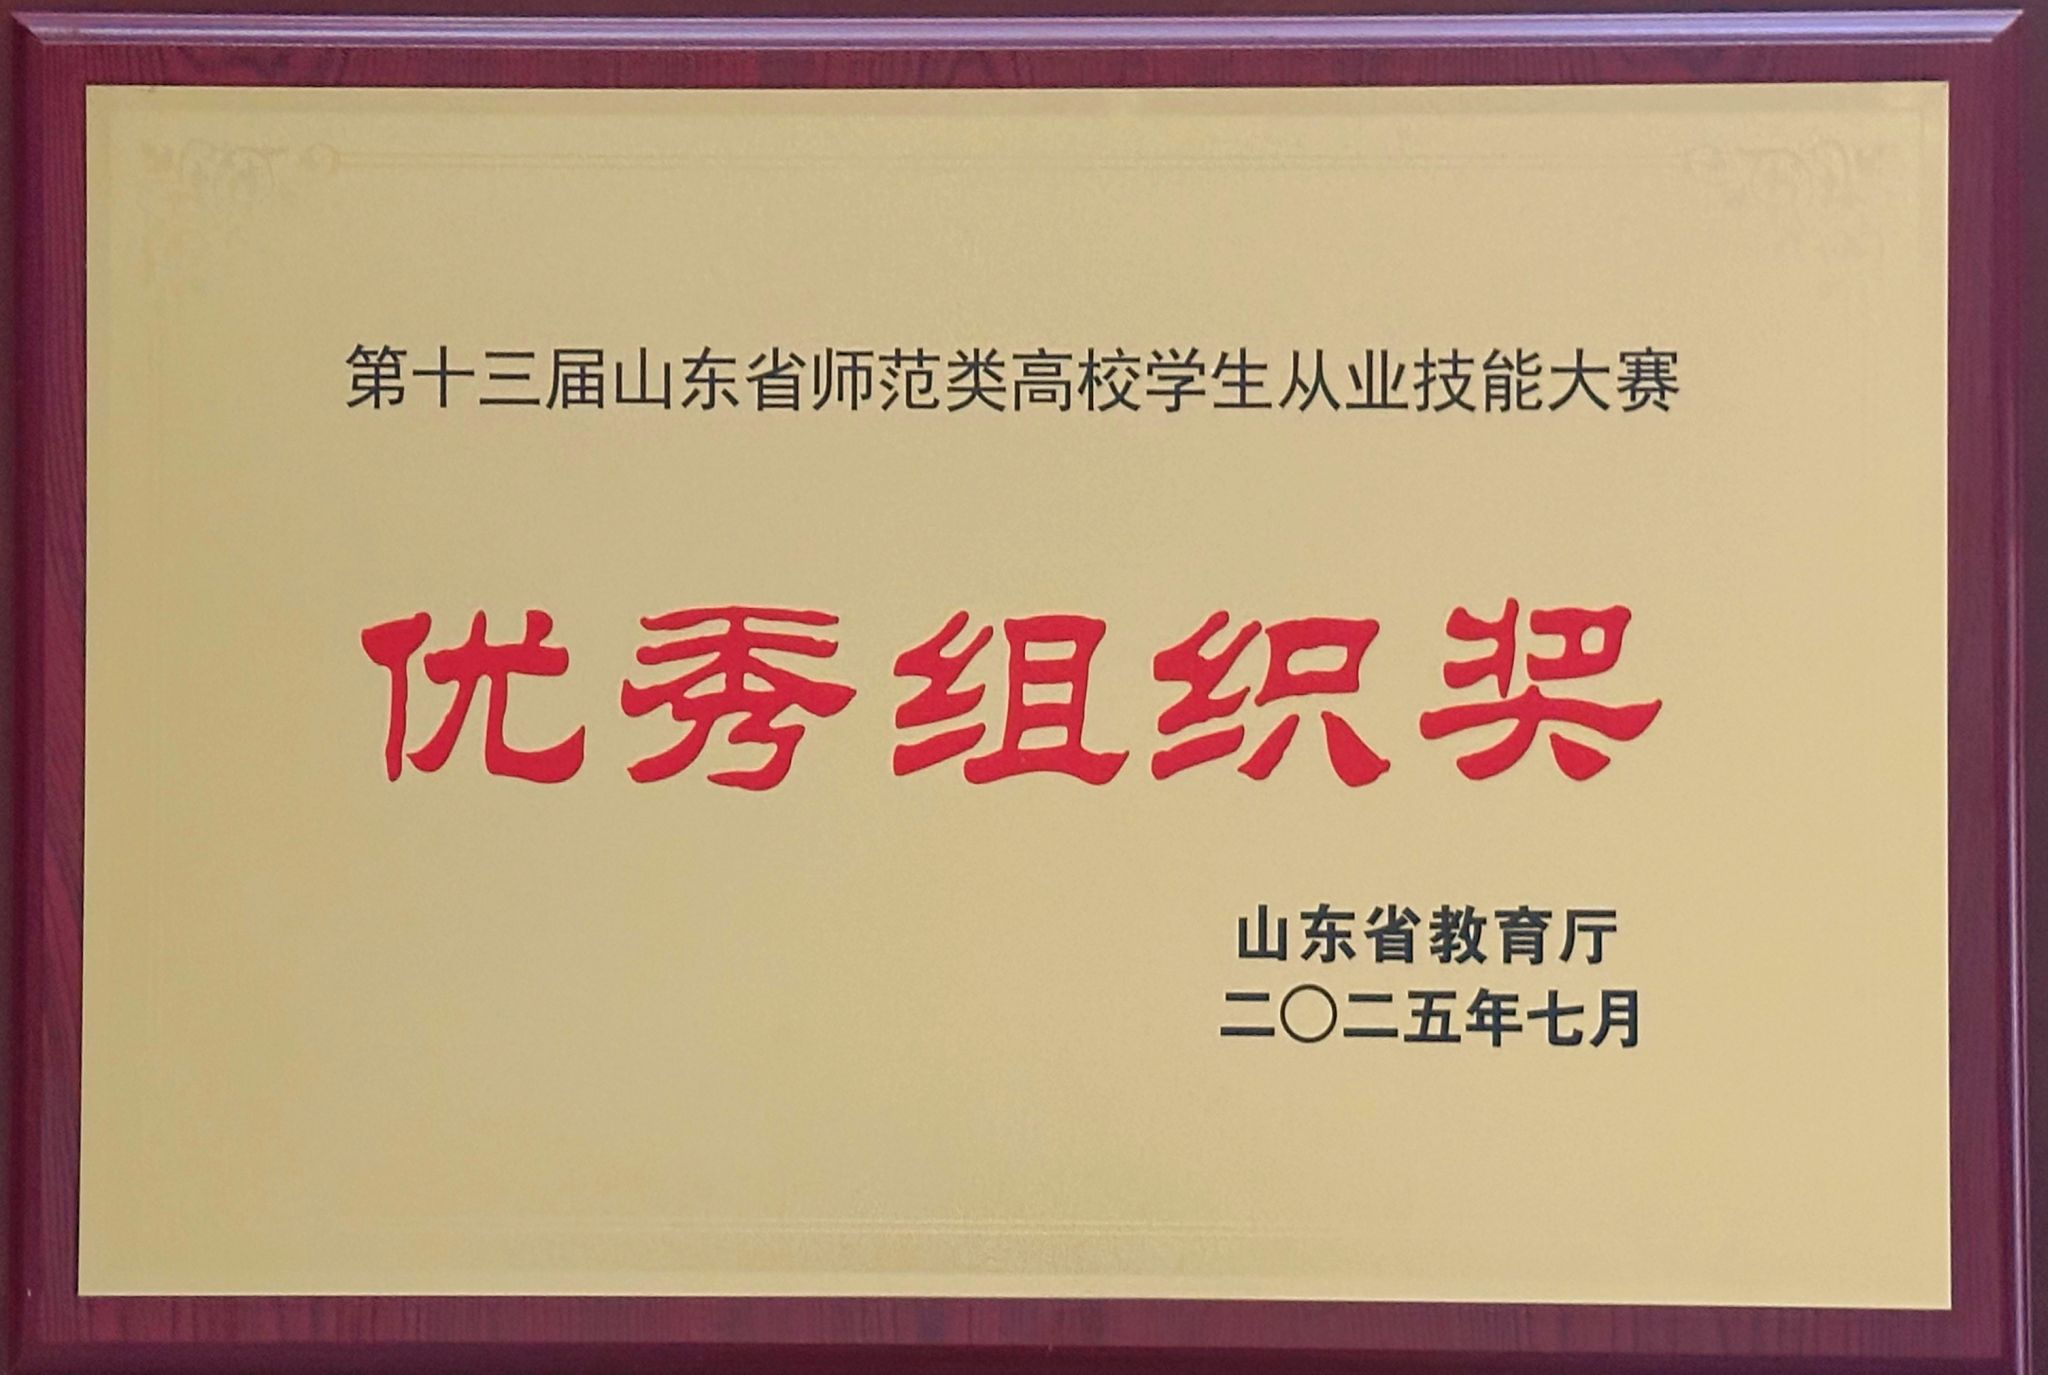 第十三届山东省师范类高校学生从业技能大赛
优秀组织奖
山东省教育厅
二〇二五年七月